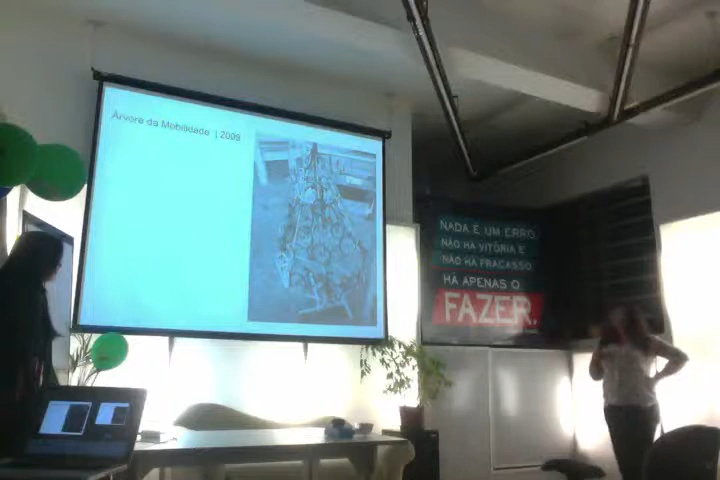 Árvore da Mobilidade | 2009
NADA É UM ERRO.
NÃO HÁ VITÓRIA E
NÃO HÁ FRACASSO.
HÁ APENAS O
FAZER.